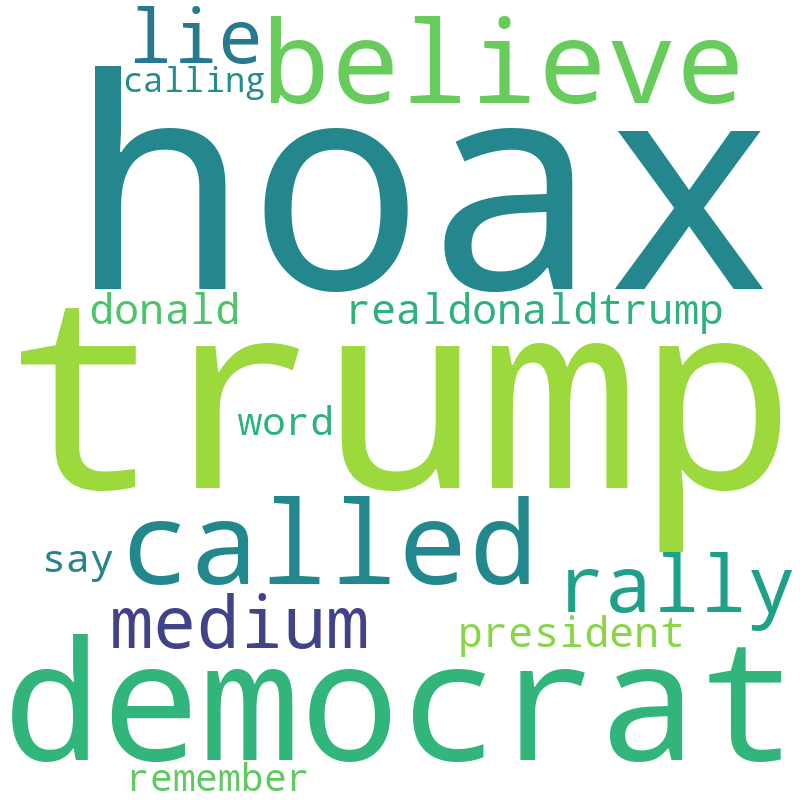 lie
believe
calling
hoax
donald realdonaldtrump
trump
word
called
say
rally
medium
president
democrat
remember